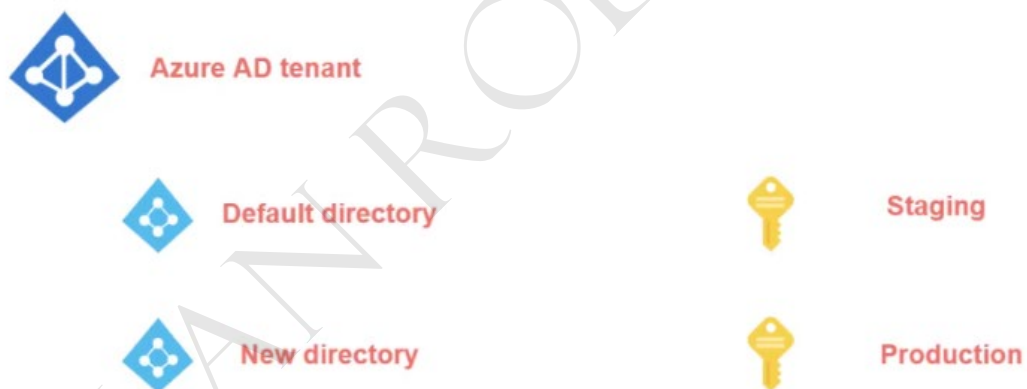 Azure AD tenant
Default directory
Staging
New directory
Production